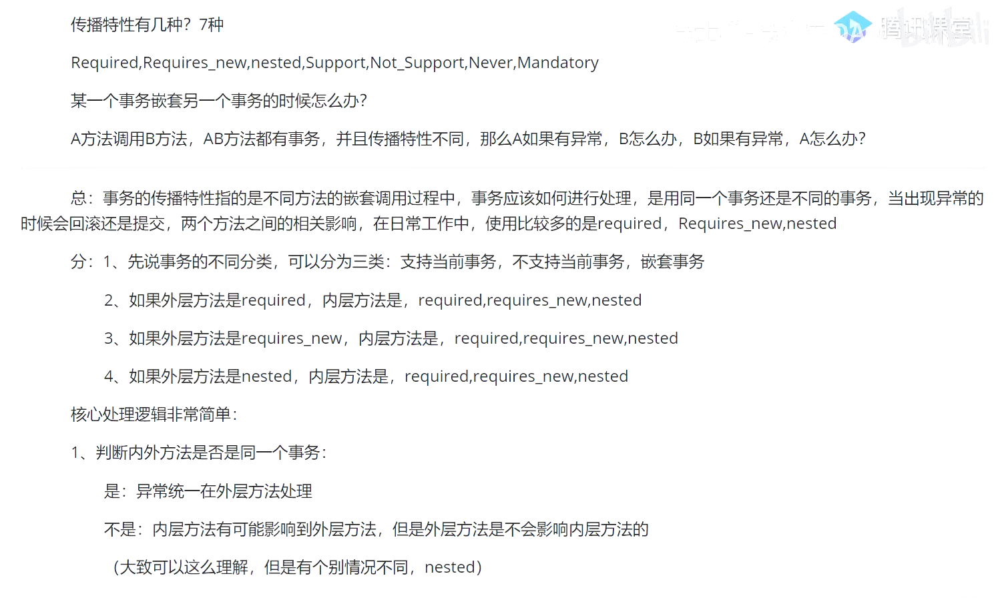 传播特性有几种？7种
腾讯课堂
bilibili
Required,Requires_new,nested,Support,Not_Support,Never,Mandatory
某一个事务嵌套另一个事务的时候怎么办？
A方法调用B方法，AB方法都有事务，并且传播特性不同，那么A如果有异常，B怎么办，B如果有异常，A怎么办？
总：事务的传播特性指的是不同方法的嵌套调用过程中，事务应该如何进行处理，是用同一个事务还是不同的事务，当出现异常的
时候会回滚还是提交，两个方法之间的相关影响，在日常工作中，使用比较多的是required，Requires_new,nested
分：1、先说事务的不同分类，可以分为三类：支持当前事务，不支持当前事务，嵌套事务
2、如果外层方法是required，内层方法是，required,requires_new,nested
3、如果外层方法是requires_new，内层方法是，required,requires_new,nested
4、如果外层方法是nested，内层方法是，required,requires_new,nested
核心处理逻辑非常简单：
1、判断内外方法是否是同一个事务：
是：异常统一在外层方法处理
不是：内层方法有可能影响到外层方法，但是外层方法是不会影响内层方法的
（大致可以这么理解，但是有个别情况不同，nested）